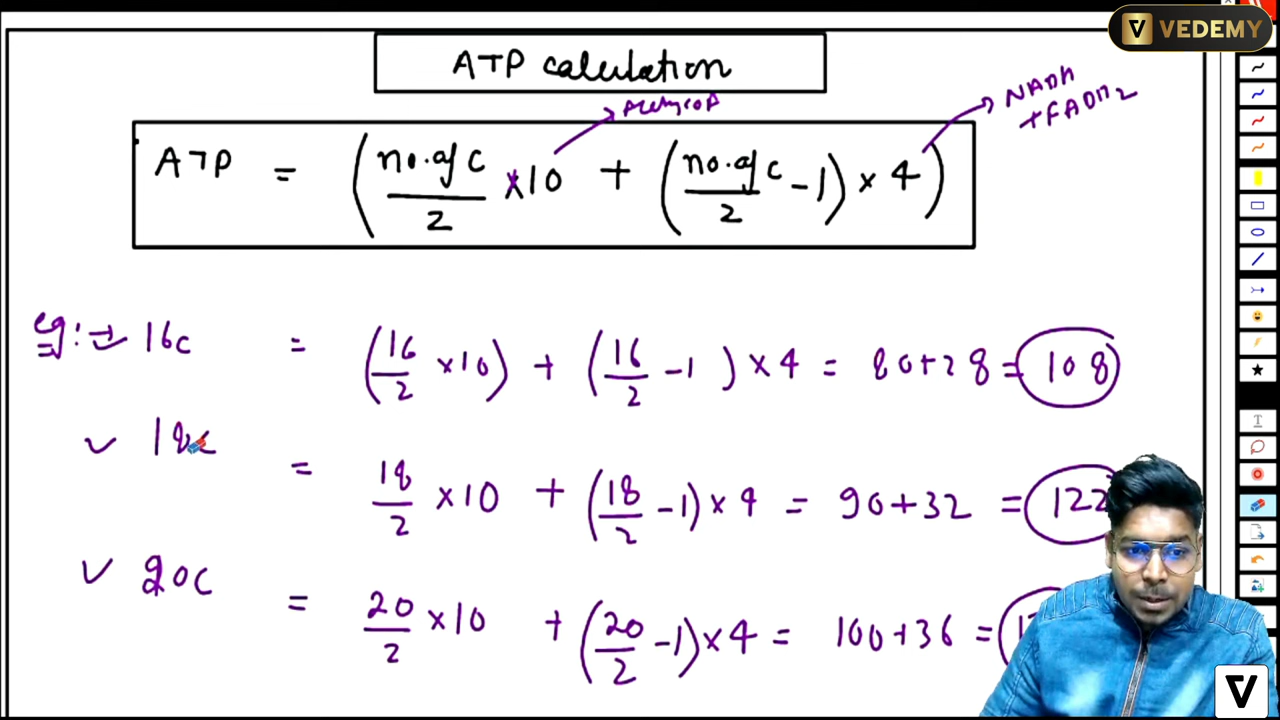 VEDEMY
ATP calculation
NADH
+FADH2
ATP = (no. of C/2 × 10 + (no. of C/2 - 1) × 4)
eg:→ 16c = (16/2 ×10) + (16/2 -1) × 4 = 80+28 = 108
18c = 18/2 ×10 + (18/2 -1) × 4 = 90+32 = 122
20c = 20/2 ×10 + (20/2 -1) × 4 = 100+36 =